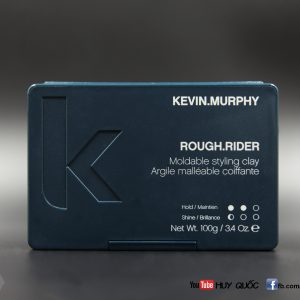 KEVIN.MURPHY
ROUGH.RIDER
Moldable styling clay
Argile malléable coiffante
Hold / Maintien
Shine / Brillance
Net Wt. 100g / 3.4 Oz. e
YouTube HUY QUỐC fb.com